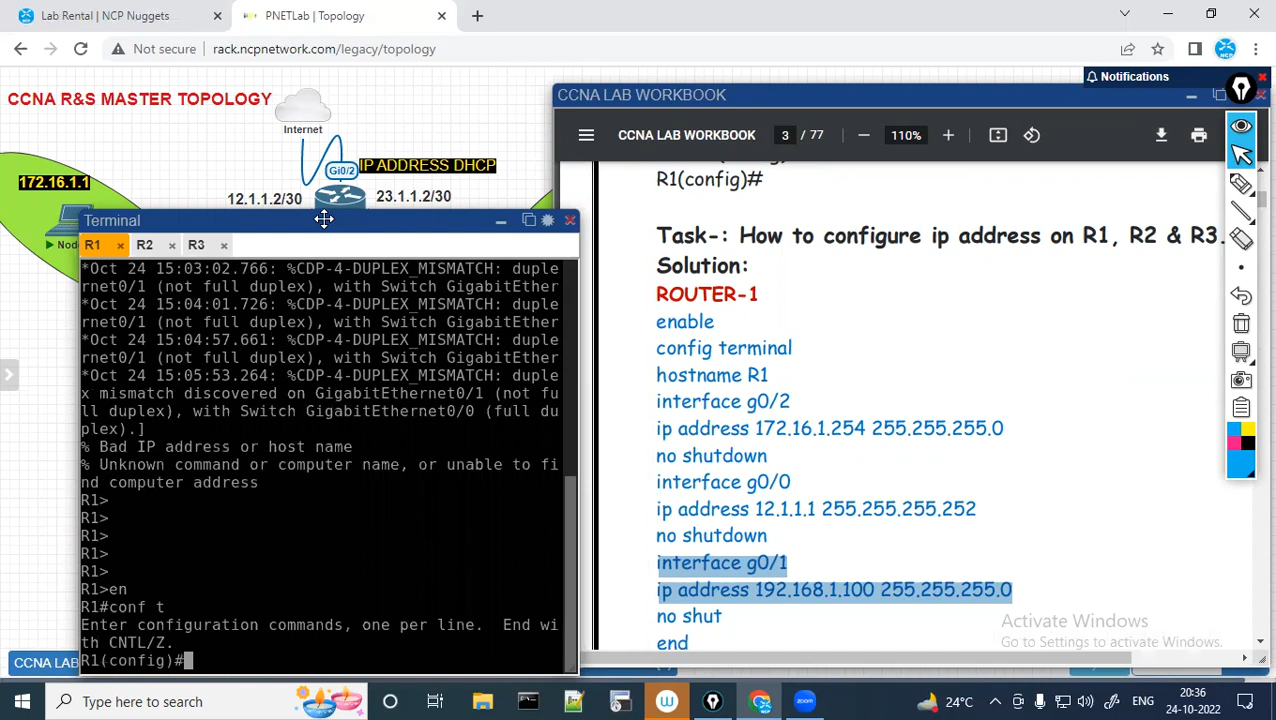 Lab Rental | NCP Nuggets
PNETLab | Topology
Not secure
rack.ncpnetwork.com/legacy/topology
Notifications
CCNA R&S MASTER TOPOLOGY
Internet
IP ADDRESS DHCP
Gi0/2
172.16.1.1
12.1.1.2/30
23.1.1.2/30
CCNA LAB WORKBOOK
CCNA LAB WORKBOOK
3 / 77
110%
Terminal
R1 R2 R3
*Oct 24 15:03:02.766: %CDP-4-DUPLEX_MISMATCH: duple
rnet0/1 (not full duplex), with Switch GigabitEther
*Oct 24 15:04:01.726: %CDP-4-DUPLEX_MISMATCH: duple
rnet0/1 (not full duplex), with Switch GigabitEther
*Oct 24 15:04:57.661: %CDP-4-DUPLEX_MISMATCH: duple
rnet0/1 (not full duplex), with Switch GigabitEther
*Oct 24 15:05:53.264: %CDP-4-DUPLEX_MISMATCH: duple
x mismatch discovered on GigabitEthernet0/1 (not fu
ll duplex), with Switch GigabitEthernet0/0 (full du
plex).]
% Bad IP address or host name
% Unknown command or computer name, or unable to fi
nd computer address
R1>
R1>
R1>
R1>
R1>
R1>en
R1#conf t
Enter configuration commands, one per line.  End wi
th CNTL/Z.
R1(config)#
R1(config)#
Task-: How to configure ip address on R1, R2 & R3.
Solution:
ROUTER-1
enable
config terminal
hostname R1
interface g0/2
ip address 172.16.1.254 255.255.255.0
no shutdown
interface g0/0
ip address 12.1.1.1 255.255.255.252
no shutdown
interface g0/1
ip address 192.168.1.100 255.255.255.0
no shut
end
Activate Windows
Go to Settings to activate Windows.
CCNA LAB
Type here to search
24°C
ENG
20:36
24-10-2022